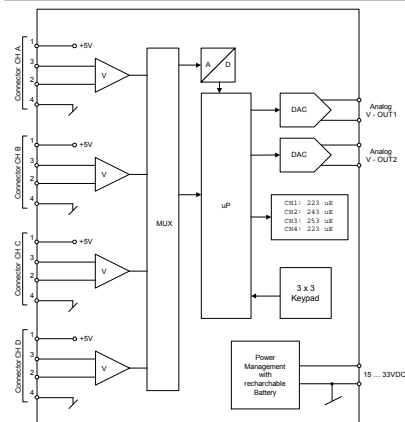 Connector CH A
1
+5V
3
2
V
4
Connector CH B
1
+5V
3
2
V
4
Connector CH C
1
+5V
3
2
V
4
Connector CH D
1
+5V
3
2
V
4
MUX
A
D
uP
DAC
Analog
V - OUT1
DAC
Analog
V - OUT2
CH1: 223 uE
CH2: 243 uE
CH3: 253 uE
CH4: 223 uE
3 x 3
Keypad
Power
Management
with
recharchable
Battery
15 ... 33VDC